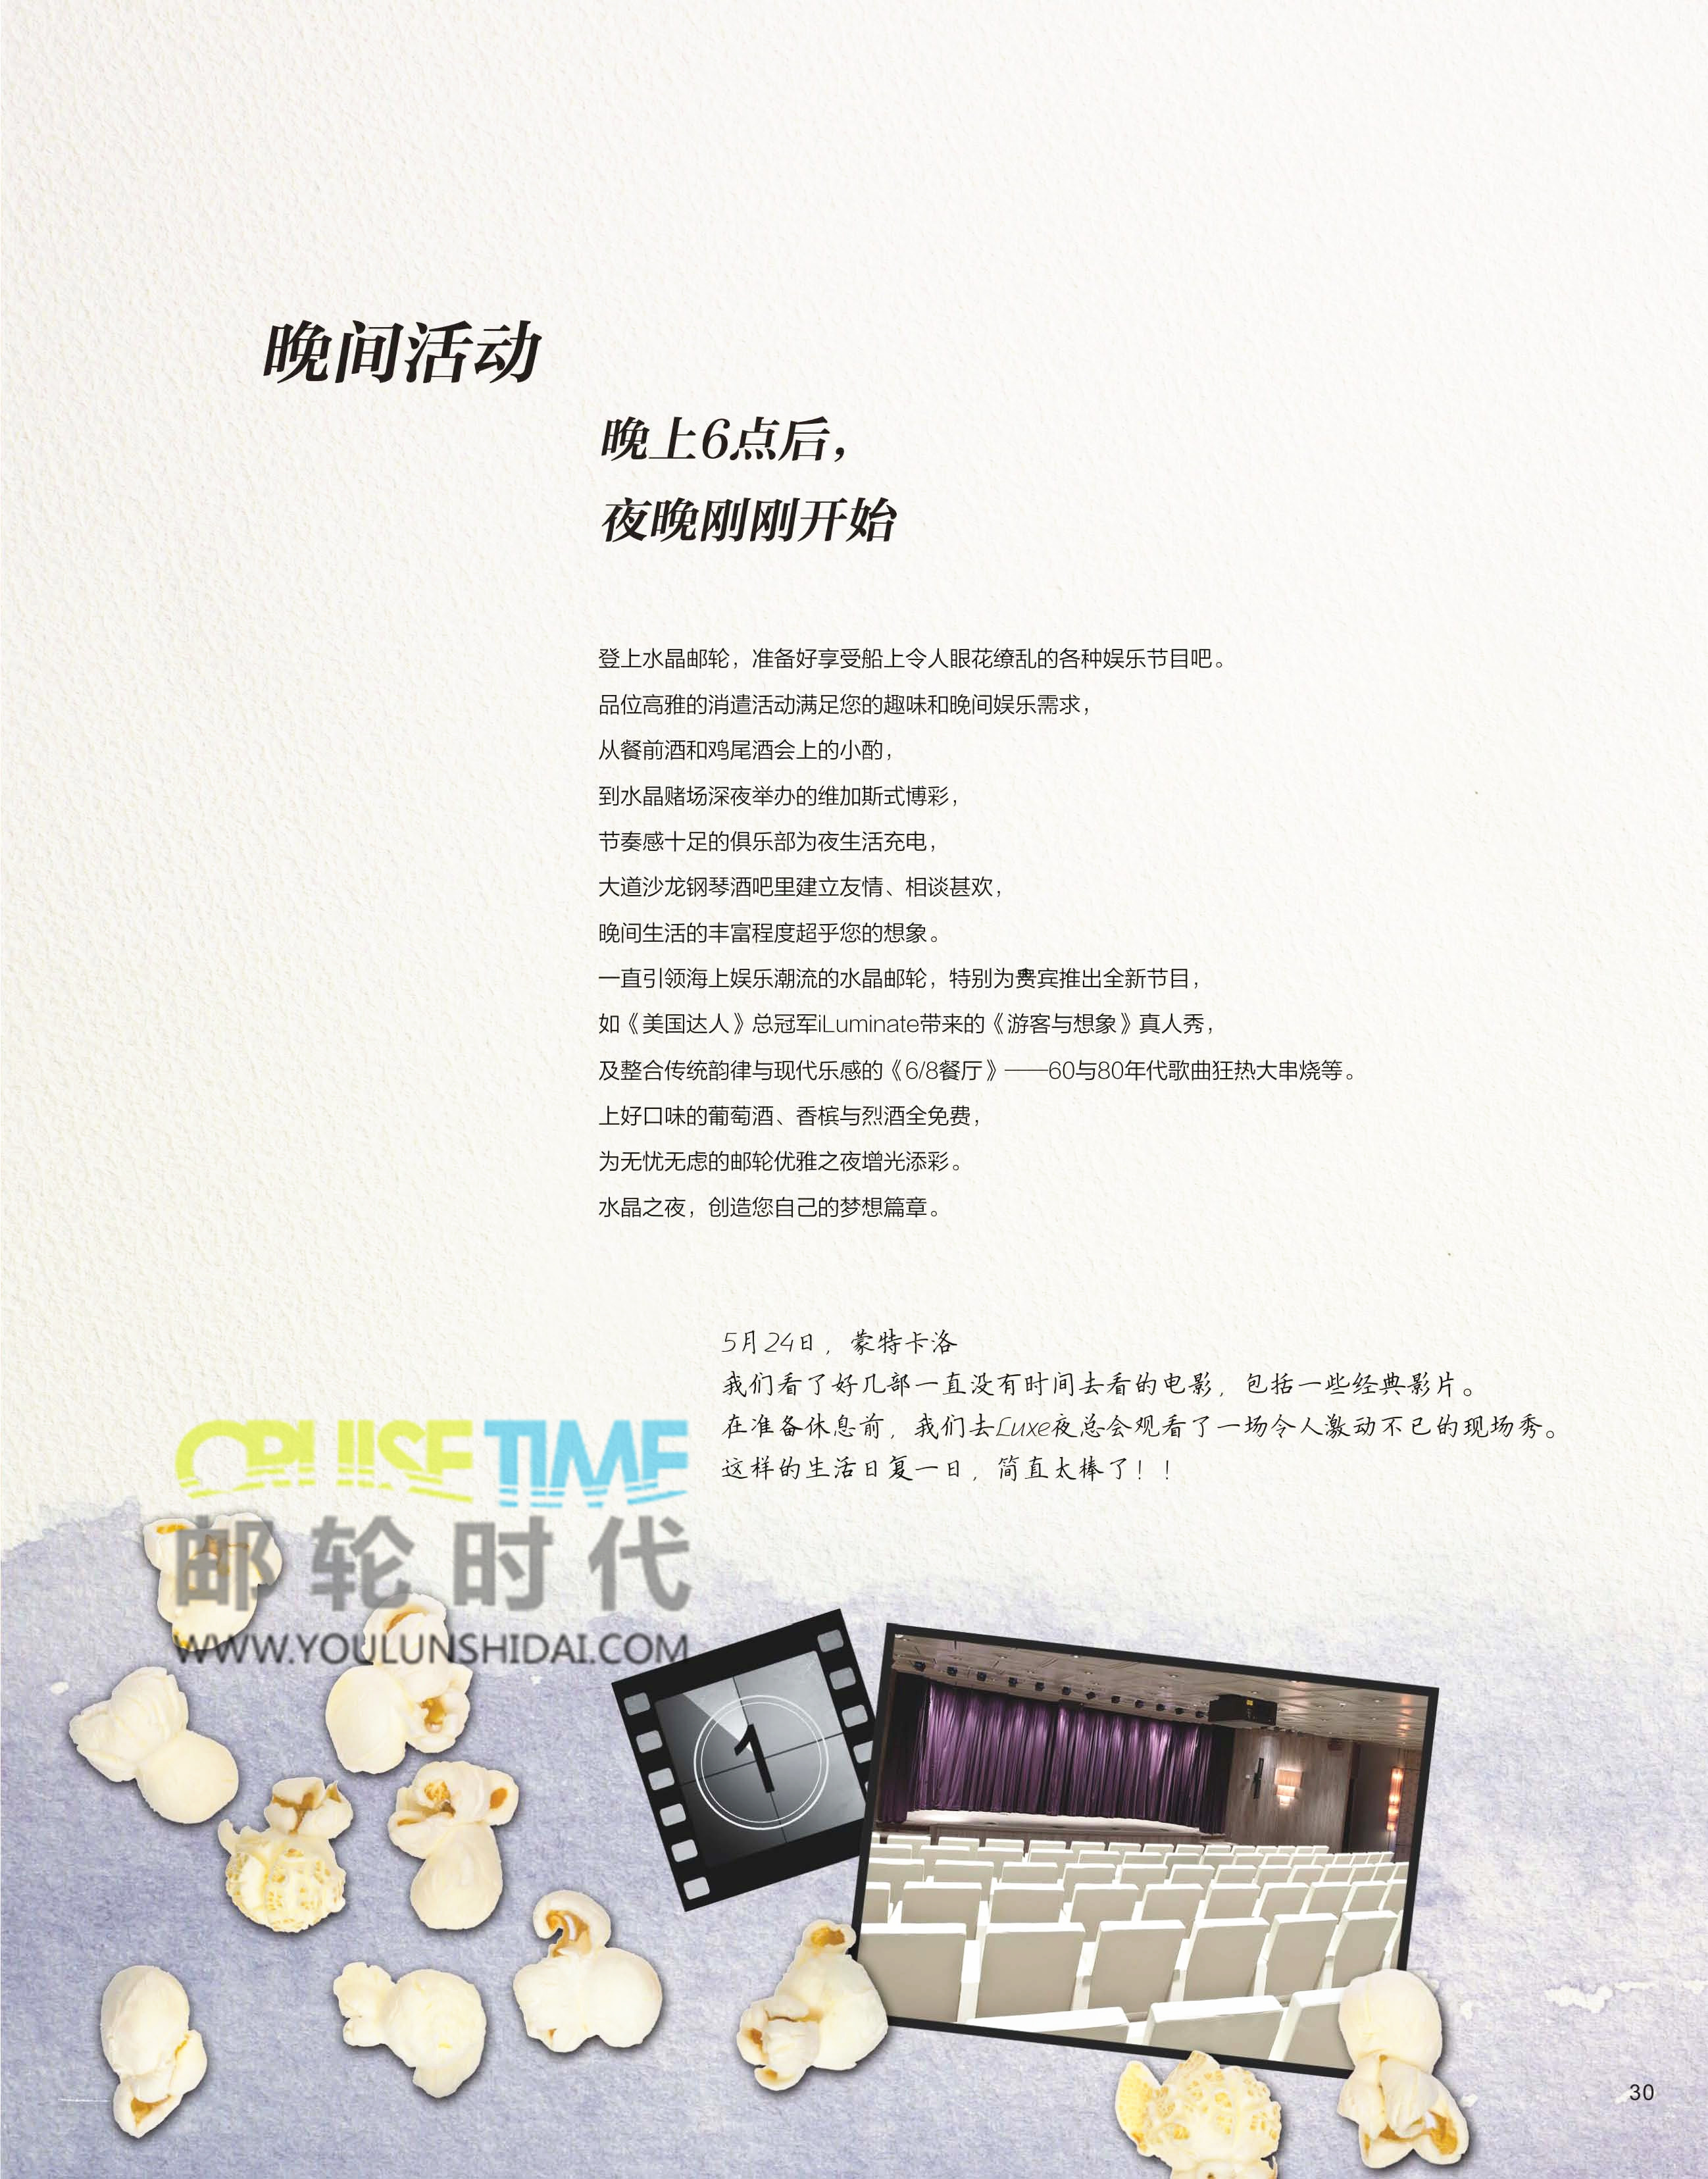 晚间活动
晚上6点后，
夜晚刚刚开始
登上水晶邮轮，准备好享受船上令人眼花缭乱的各种娱乐节目吧。
品位高雅的消遣活动满足您的趣味和晚间娱乐需求，
从餐前酒和鸡尾酒会上的小酌，
到水晶赌场深夜举办的维加斯式博彩，
节奏感十足的俱乐部为夜生活充电，
大道沙龙钢琴酒吧里建立友情、相谈甚欢，
晚间生活的丰富程度超乎您的想象。
一直引领海上娱乐潮流的水晶邮轮，特别为贵宾推出全新节目，
如《美国达人》总冠军iLuminate带来的《游客与想象》真人秀，
及整合传统韵律与现代乐感的《6/8餐厅》——60与80年代歌曲狂热大串烧等。
上好口味的葡萄酒、香槟与烈酒全免费，
为无忧无虑的邮轮优雅之夜增光添彩。
水晶之夜，创造您自己的梦想篇章。
5月24日，蒙特卡洛
我们看了好几部一直没有时间去看的电影，包括一些经典影片。
在准备休息前，我们去Luxe夜总会观看了一场令人激动不已的现场秀。
这样的生活日复一日，简直太棒了！！
CRUISE TIME
邮轮时代
WWW.YOULUNSHIDAI.COM
1
30